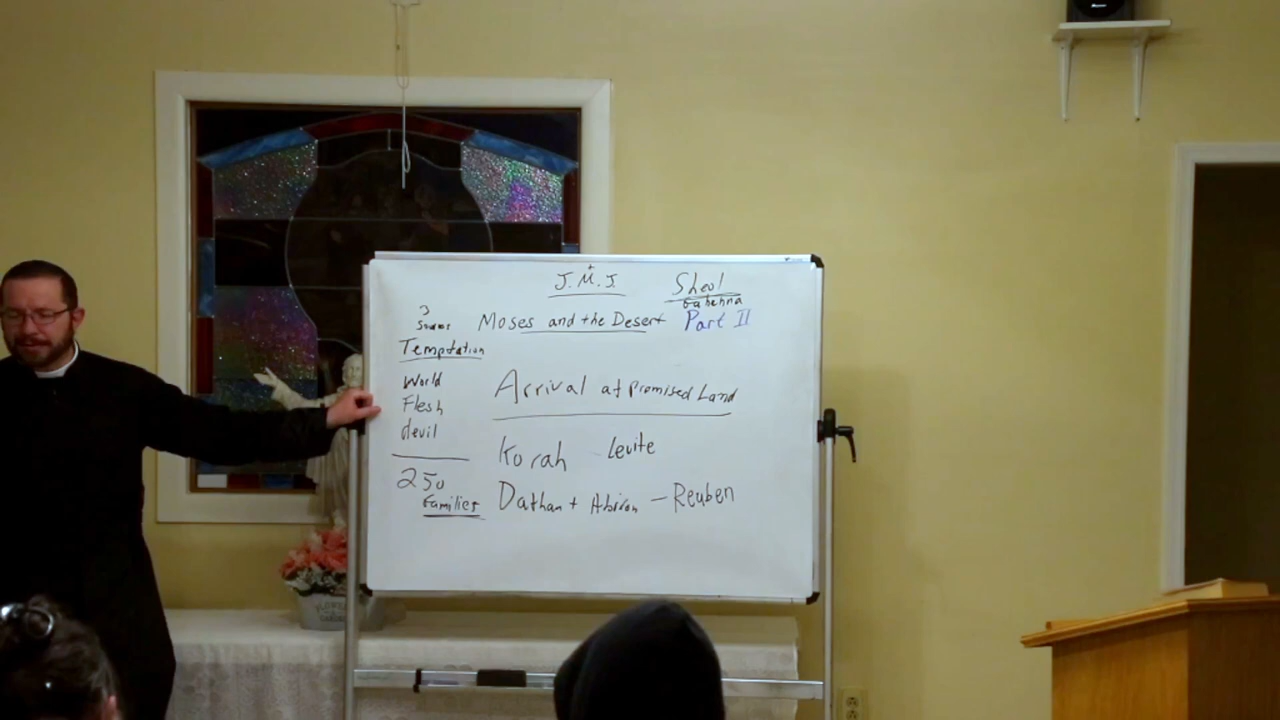 J.M.J.
Sheol
Gahenna
3
Moses and the Desert Part II
Temptation
World
Flesh
devil
Arrival at Promised Land
Korah Levite
250
families
Dathan + Abiron — Reuben